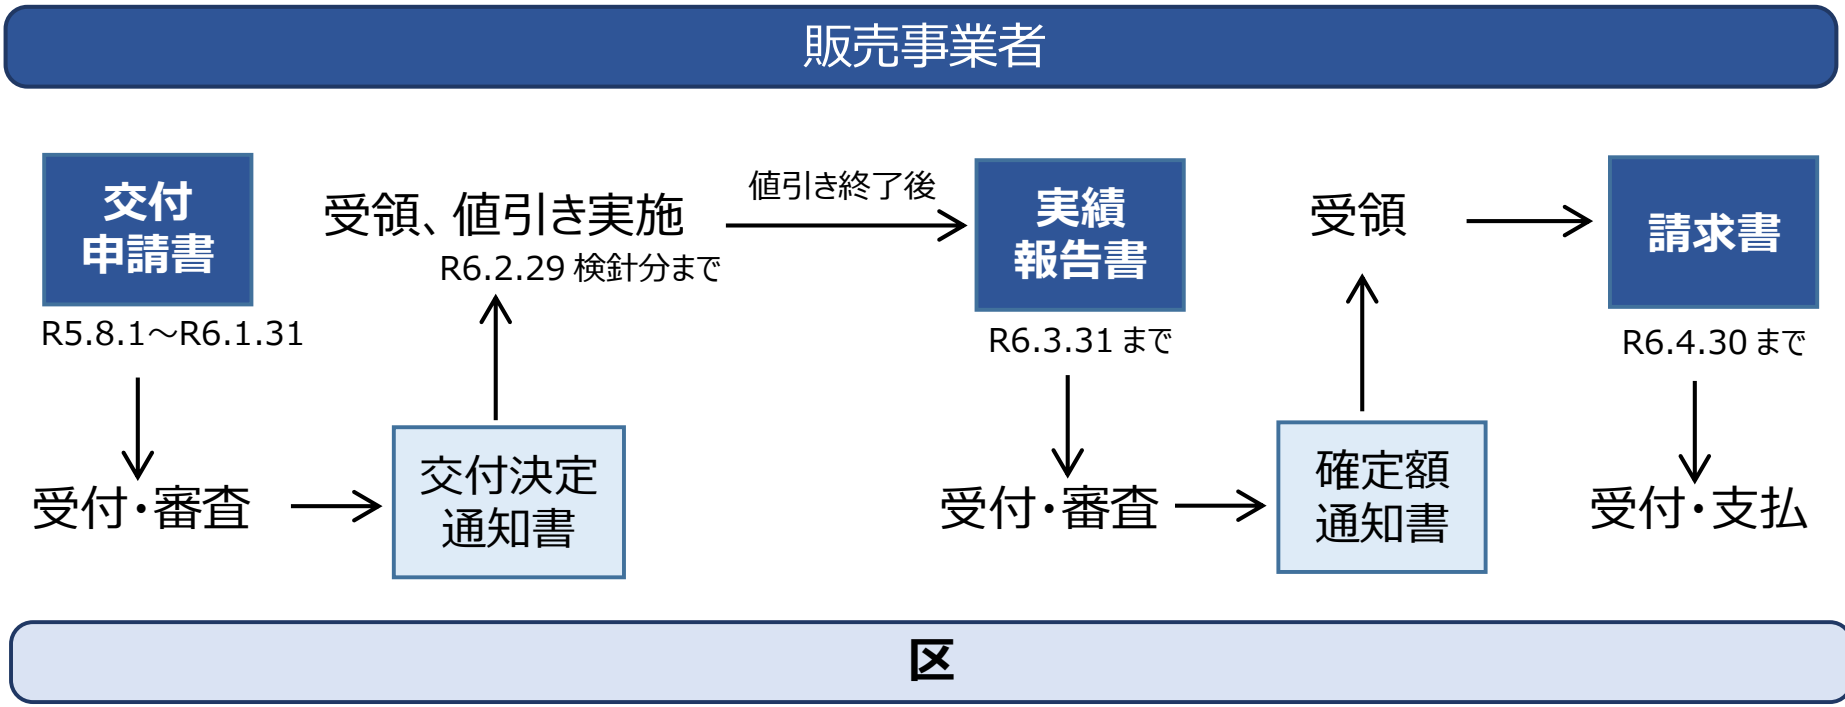 販売事業者
交付
申請書
R5.8.1～R6.1.31
受付・審査
交付決定
通知書
受領、値引き実施
R6.2.29 検針分まで
値引き終了後
実績
報告書
R6.3.31 まで
受付・審査
確定額
通知書
受領
請求書
R6.4.30 まで
受付・支払
区